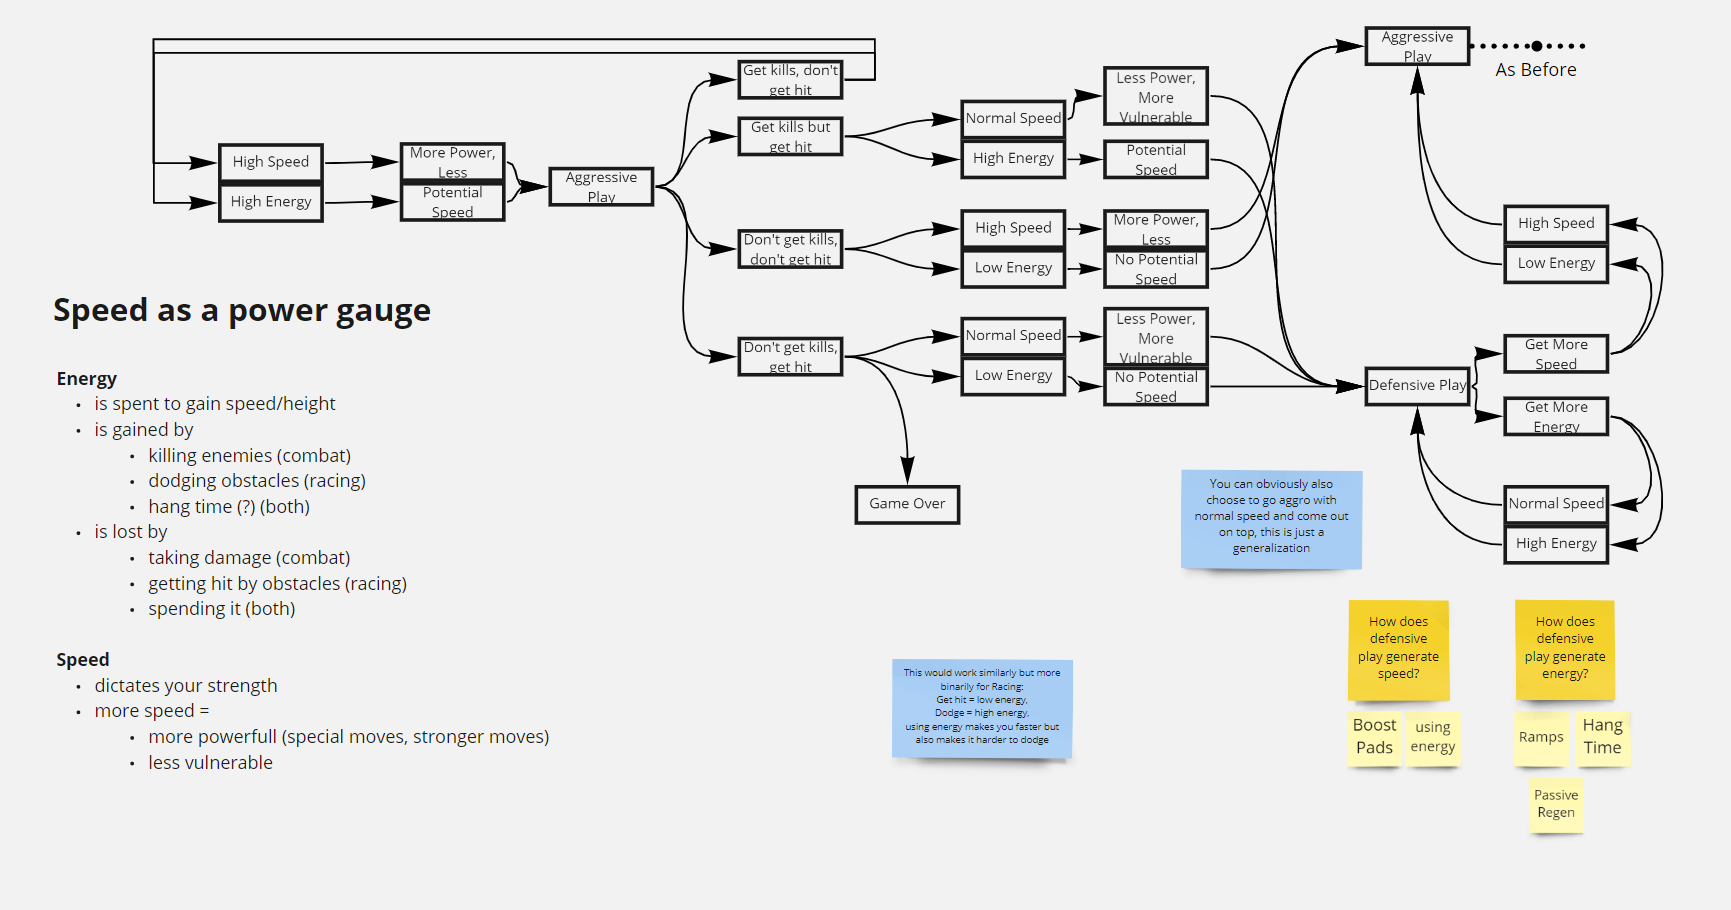 Aggressive
Play
As Before
Get kills, don't
get hit
Get kills but
get hit
Less Power,
More
Vulnerable
Normal Speed
High Energy
Potential
Speed
High Speed
High Energy
More Power,
Less
Potential
Speed
Aggressive
Play
Don't get kills,
don't get hit
High Speed
Low Energy
More Power,
Less
No Potential
Speed
High Speed
Low Energy
Don't get kills,
get hit
Normal Speed
Low Energy
Less Power,
More
Vulnerable
No Potential
Speed
Defensive Play
Get More
Speed
Get More
Energy
Normal Speed
High Energy
Game Over
Speed as a power gauge
Energy
• is spent to gain speed/height
• is gained by
• killing enemies (combat)
• dodging obstacles (racing)
• hang time (?) (both)
• is lost by
• taking damage (combat)
• getting hit by obstacles (racing)
• spending it (both)
Speed
• dictates your strength
• more speed =
• more powerfull (special moves, stronger moves)
• less vulnerable
You can obviously also
choose to go aggro with
normal speed and come out
on top, this is just a
generalization
This would work similarly but more
binarily for Racing:
Get hit = low energy,
Dodge = high energy,
using energy makes you faster but
also makes it harder to dodge
How does
defensive
play generate
speed?
Boost
Pads
using
energy
How does
defensive
play generate
energy?
Ramps
Hang
Time
Passive
Regen